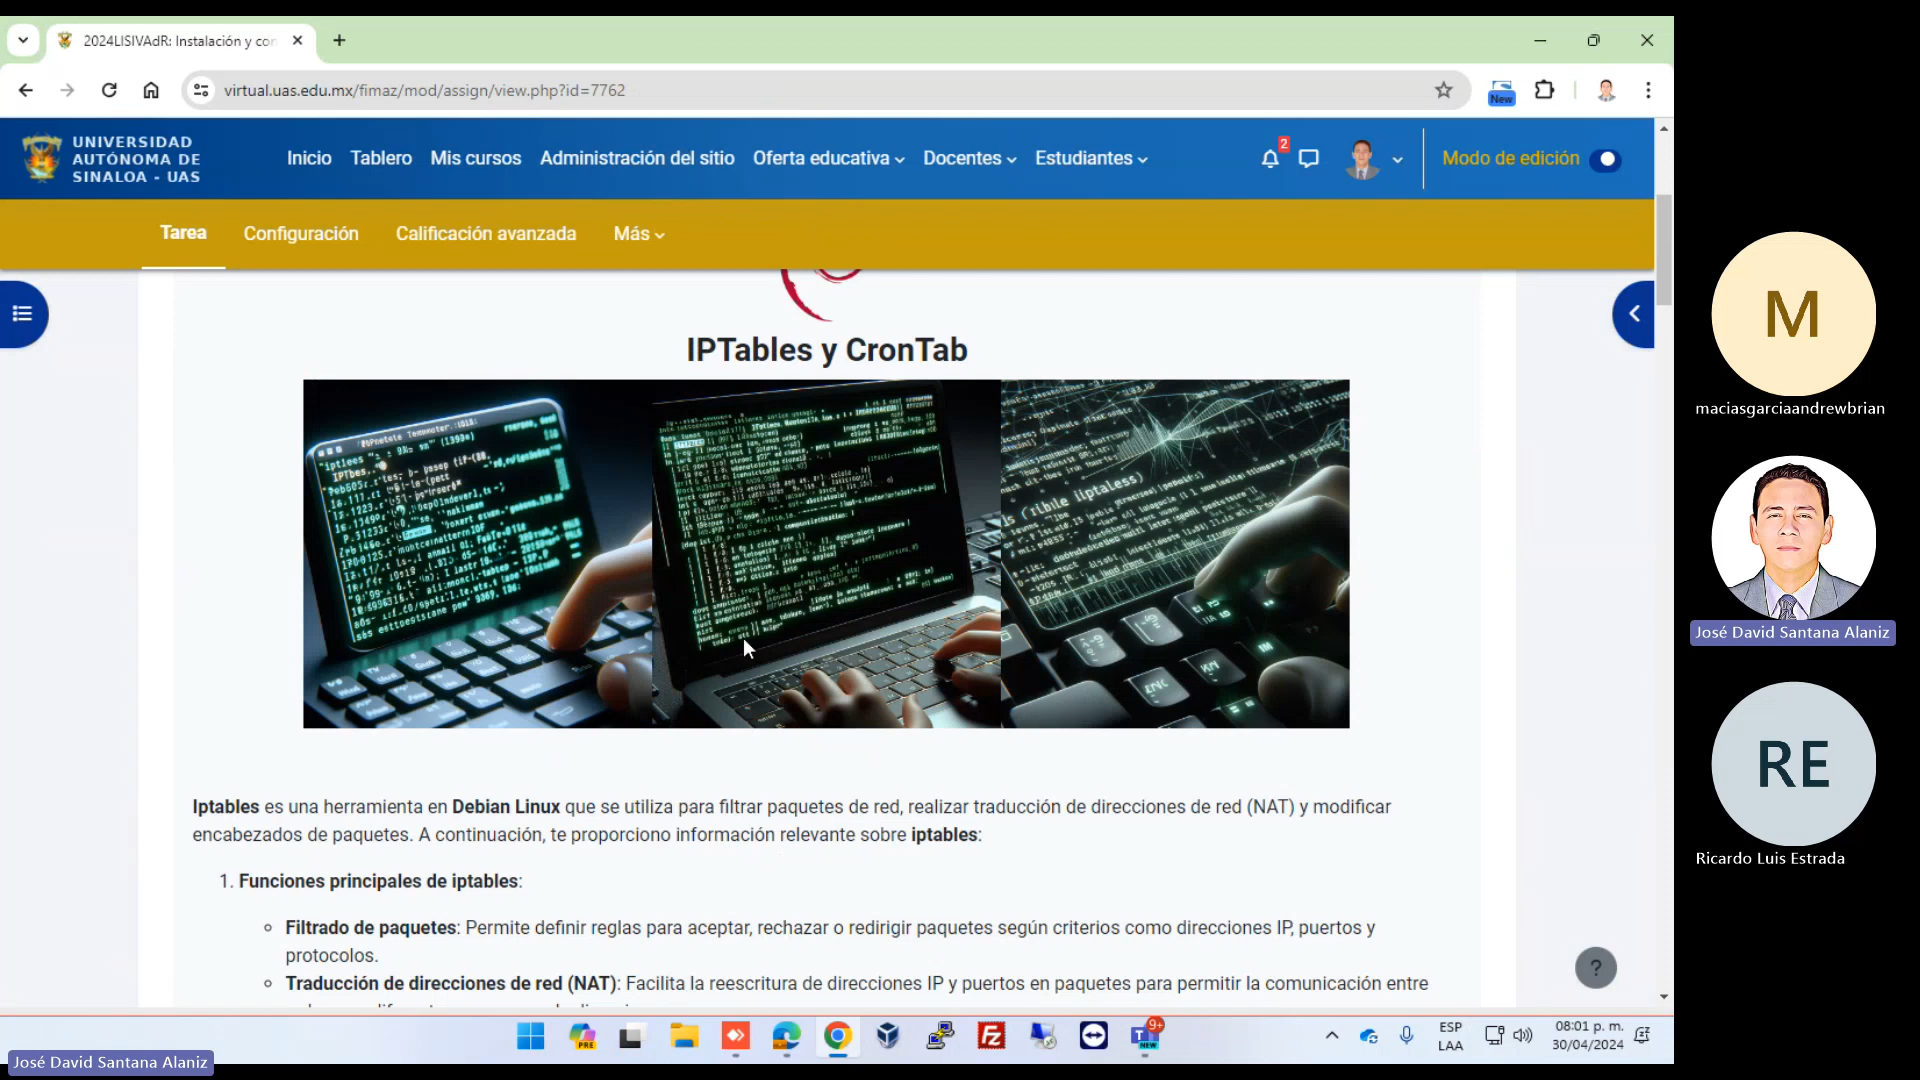 2024LISIVAdR: Instalación y con
virtual.uas.edu.mx/fimaz/mod/assign/view.php?id=7762
New
UNIVERSIDAD
AUTÓNOMA DE
SINALOA - UAS
Inicio Tablero Mis cursos Administración del sitio Oferta educativa Docentes Estudiantes
2
Modo de edición
Tarea Configuración Calificación avanzada Más
IPTables y CronTab
Iptables es una herramienta en Debian Linux que se utiliza para filtrar paquetes de red, realizar traducción de direcciones de red (NAT) y modificar
encabezados de paquetes. A continuación, te proporciono información relevante sobre iptables:
1. Funciones principales de iptables:
Filtrado de paquetes: Permite definir reglas para aceptar, rechazar o redirigir paquetes según criterios como direcciones IP, puertos y
protocolos.
Traducción de direcciones de red (NAT): Facilita la reescritura de direcciones IP y puertos en paquetes para permitir la comunicación entre
?
M
maciasgarciaandrewbrian
José David Santana Alaniz
RE
Ricardo Luis Estrada
PRE
9+
NEW
ESP
LAA
08:01 p. m.
30/04/2024
José David Santana Alaniz